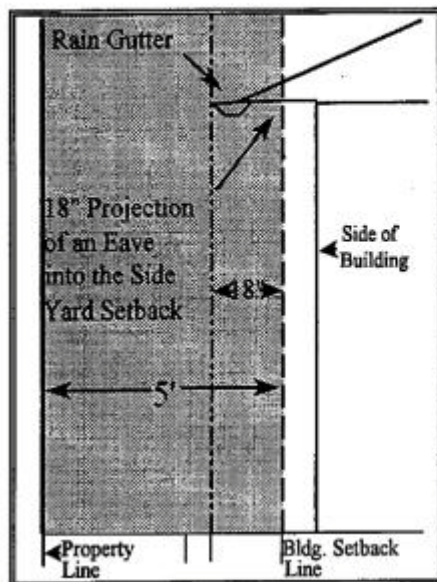 Rain Gutter
18" Projection
of an Eave
into the Side
Yard Setback
Side of
Building
18"
5'
Property
Line
Bldg. Setback
Line